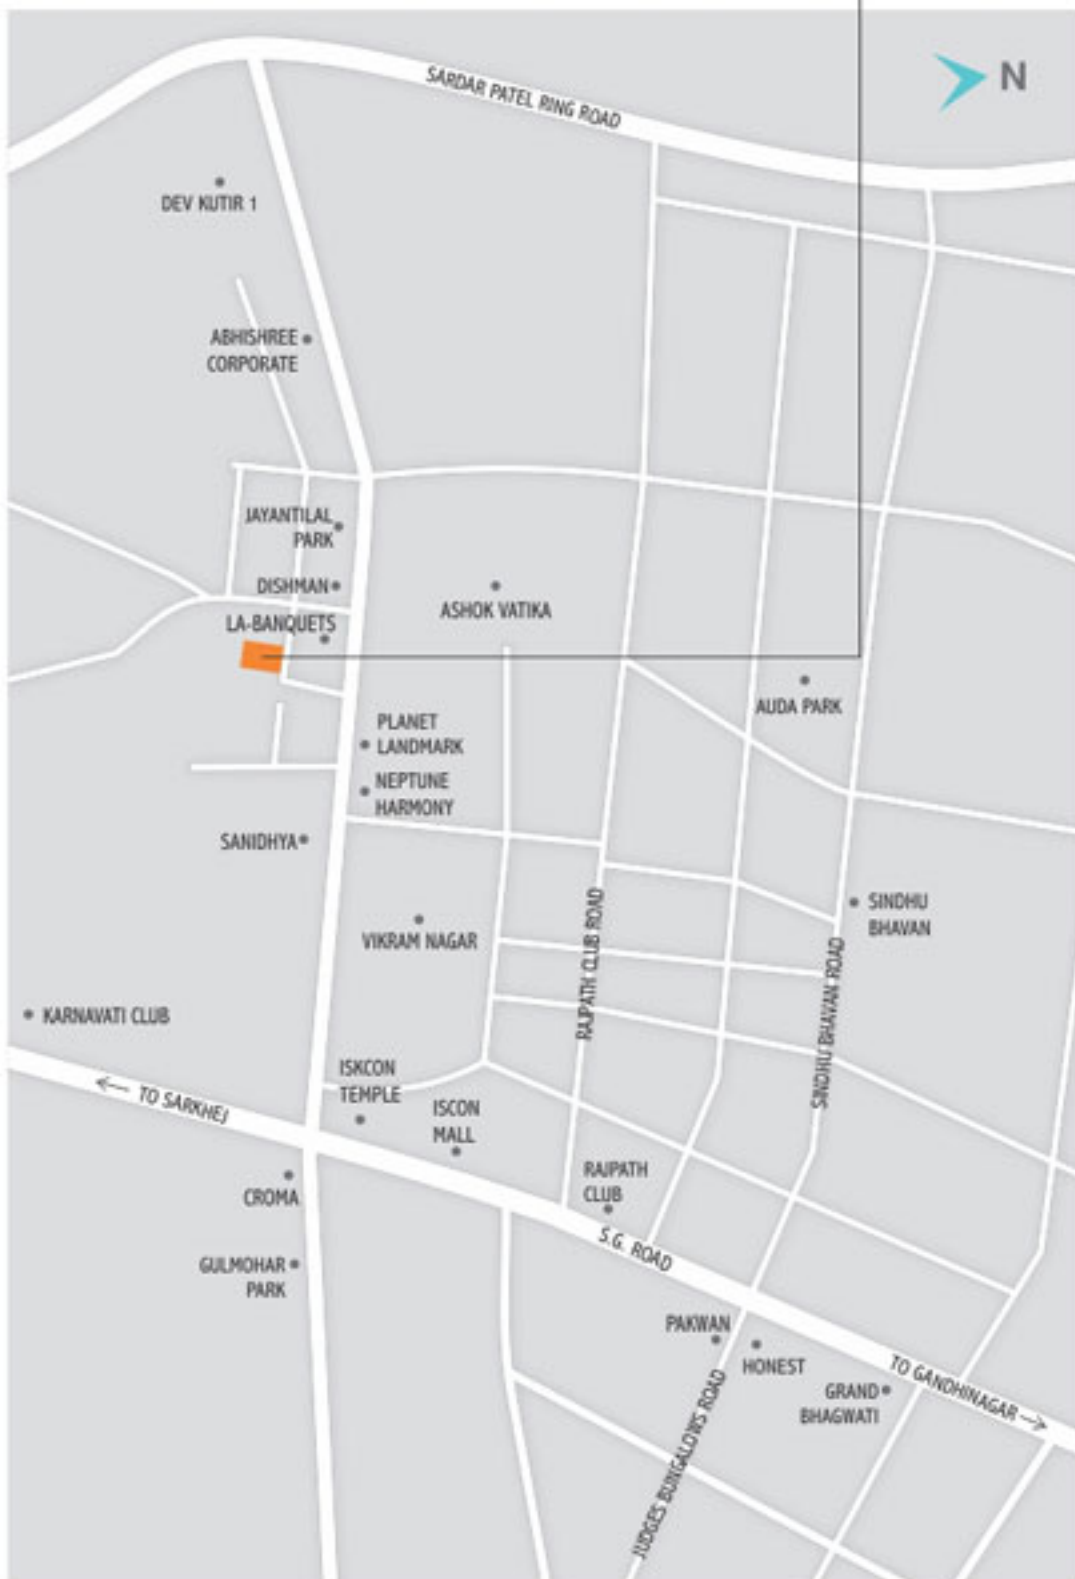 N
SARDAR PATEL RING ROAD
DEV KUTIR 1
ABHISHREE
CORPORATE
JAYANTILAL
PARK
DISHMAN
ASHOK VATIKA
LA-BANQUETS
AUDA PARK
PLANET
LANDMARK
NEPTUNE
HARMONY
SANIDHYA
SINDHU
BHAVAN
VIKRAM NAGAR
RAJPATH CLUB ROAD
SINDHU BHAVAN ROAD
KARNAVATI CLUB
ISKCON
TEMPLE
← TO SARKHEJ
ISCON
MALL
RAJPATH
CLUB
CROMA
S.G. ROAD
GULMOHAR
PARK
PAKWAN
HONEST
TO GANDHINAGAR →
GRAND
BHAGWATI
JUDGES BUNGALOWS ROAD